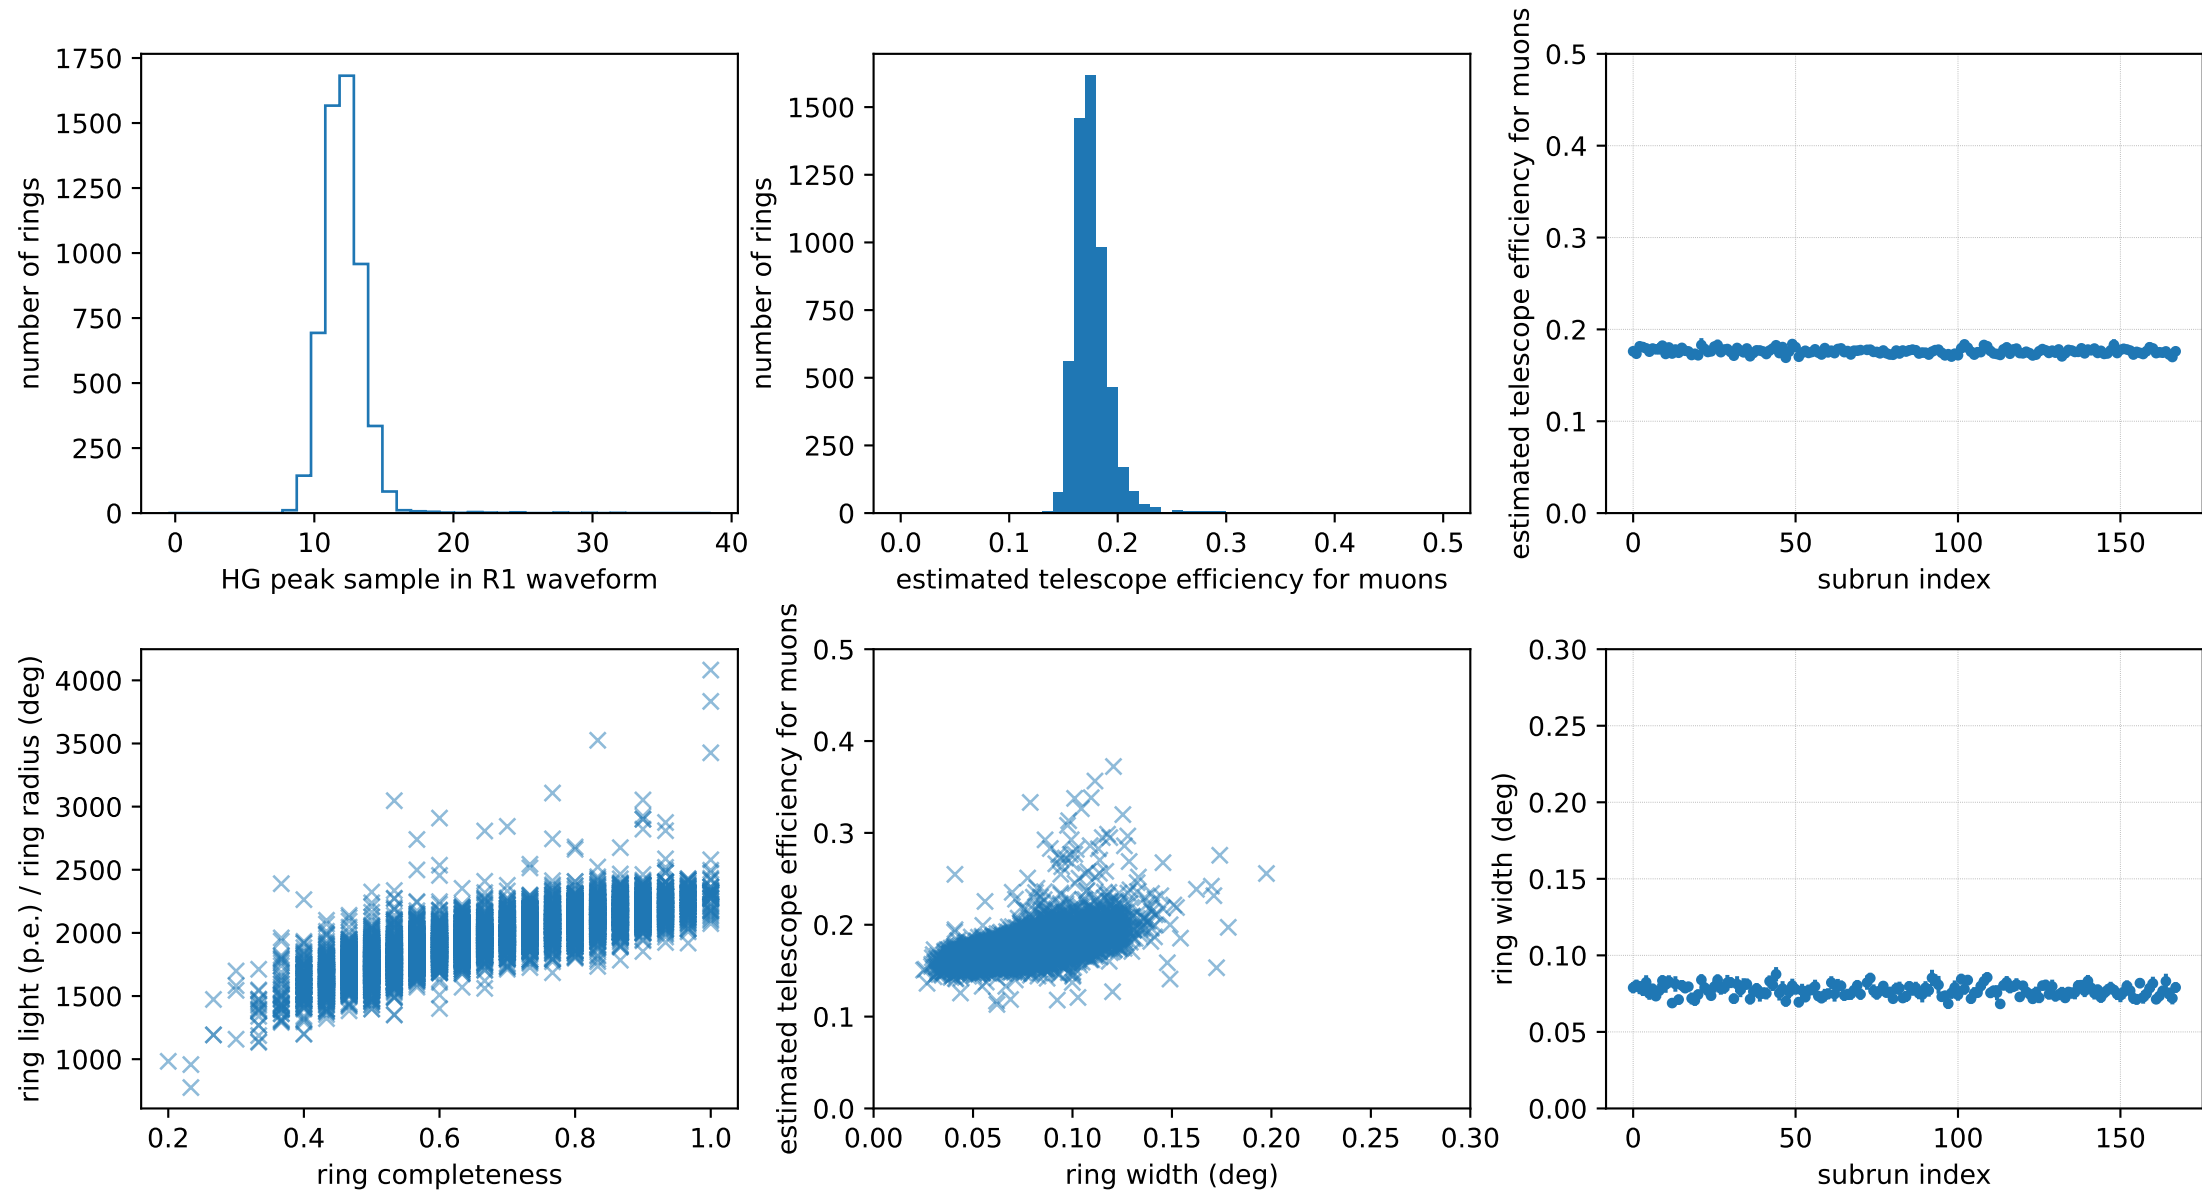 1750
1500
1250
1000
750
500
250
0
number of rings
0 10 20 30 40
HG peak sample in R1 waveform
1500
1250
1000
750
500
250
0
number of rings
0.0 0.1 0.2 0.3 0.4 0.5
estimated telescope efficiency for muons
0.5
0.4
0.3
0.2
0.1
0.0
estimated telescope efficiency for muons
0 50 100 150
subrun index
4000
3500
3000
2500
2000
1500
1000
ring light (p.e.) / ring radius (deg)
0.2 0.4 0.6 0.8 1.0
ring completeness
0.5
0.4
0.3
0.2
0.1
0.0
estimated telescope efficiency for muons
0.00 0.05 0.10 0.15 0.20 0.25 0.30
ring width (deg)
0.30
0.25
0.20
0.15
0.10
0.05
0.00
ring width (deg)
0 50 100 150
subrun index